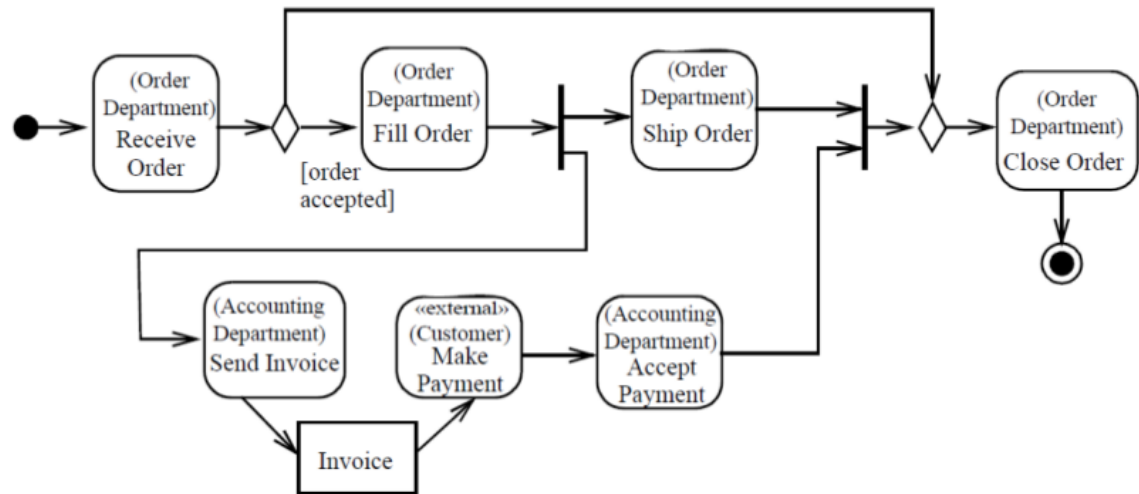 (Order
Department)
Receive
Order
[order
accepted]
(Order
Department)
Fill Order
(Order
Department)
Ship Order
(Order
Department)
Close Order
(Accounting
Department)
Send Invoice
Invoice
«external»
(Customer)
Make
Payment
(Accounting
Department)
Accept
Payment